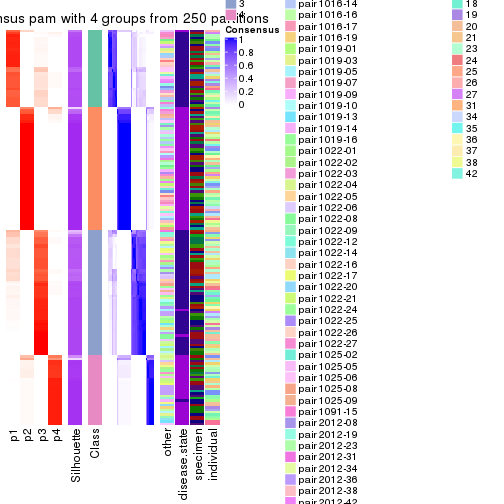 sus pam with 4 groups from 250 partitions
3
4
Consensus
1
0.8
0.6
0.4
0.2
0
p1
p2
p3
p4
Silhouette
Class
other
disease.state
specimen
individual
pair1016-14
pair1016-16
pair1016-17
pair1016-19
pair1019-01
pair1019-03
pair1019-05
pair1019-07
pair1019-09
pair1019-10
pair1019-13
pair1019-14
pair1019-16
pair1022-01
pair1022-02
pair1022-03
pair1022-04
pair1022-05
pair1022-06
pair1022-08
pair1022-09
pair1022-12
pair1022-14
pair1022-16
pair1022-17
pair1022-20
pair1022-21
pair1022-24
pair1022-25
pair1022-26
pair1022-27
pair1025-02
pair1025-05
pair1025-06
pair1025-08
pair1025-09
pair1091-15
pair2012-08
pair2012-19
pair2012-23
pair2012-31
pair2012-34
pair2012-36
pair2012-38
pair2012-42
18
19
20
21
23
24
25
26
27
31
34
35
36
37
38
42